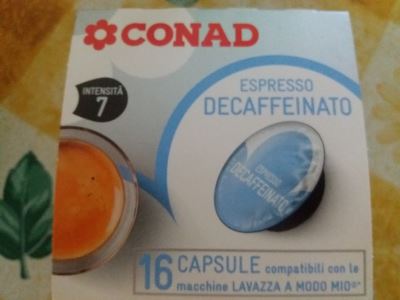 CONAD
INTENSITÀ
7
ESPRESSO
DECAFFEINATO
ESPRESSO
DECAFFEINATO
16 CAPSULE compatibili con le
macchine LAVAZZA A MODO MIO®*